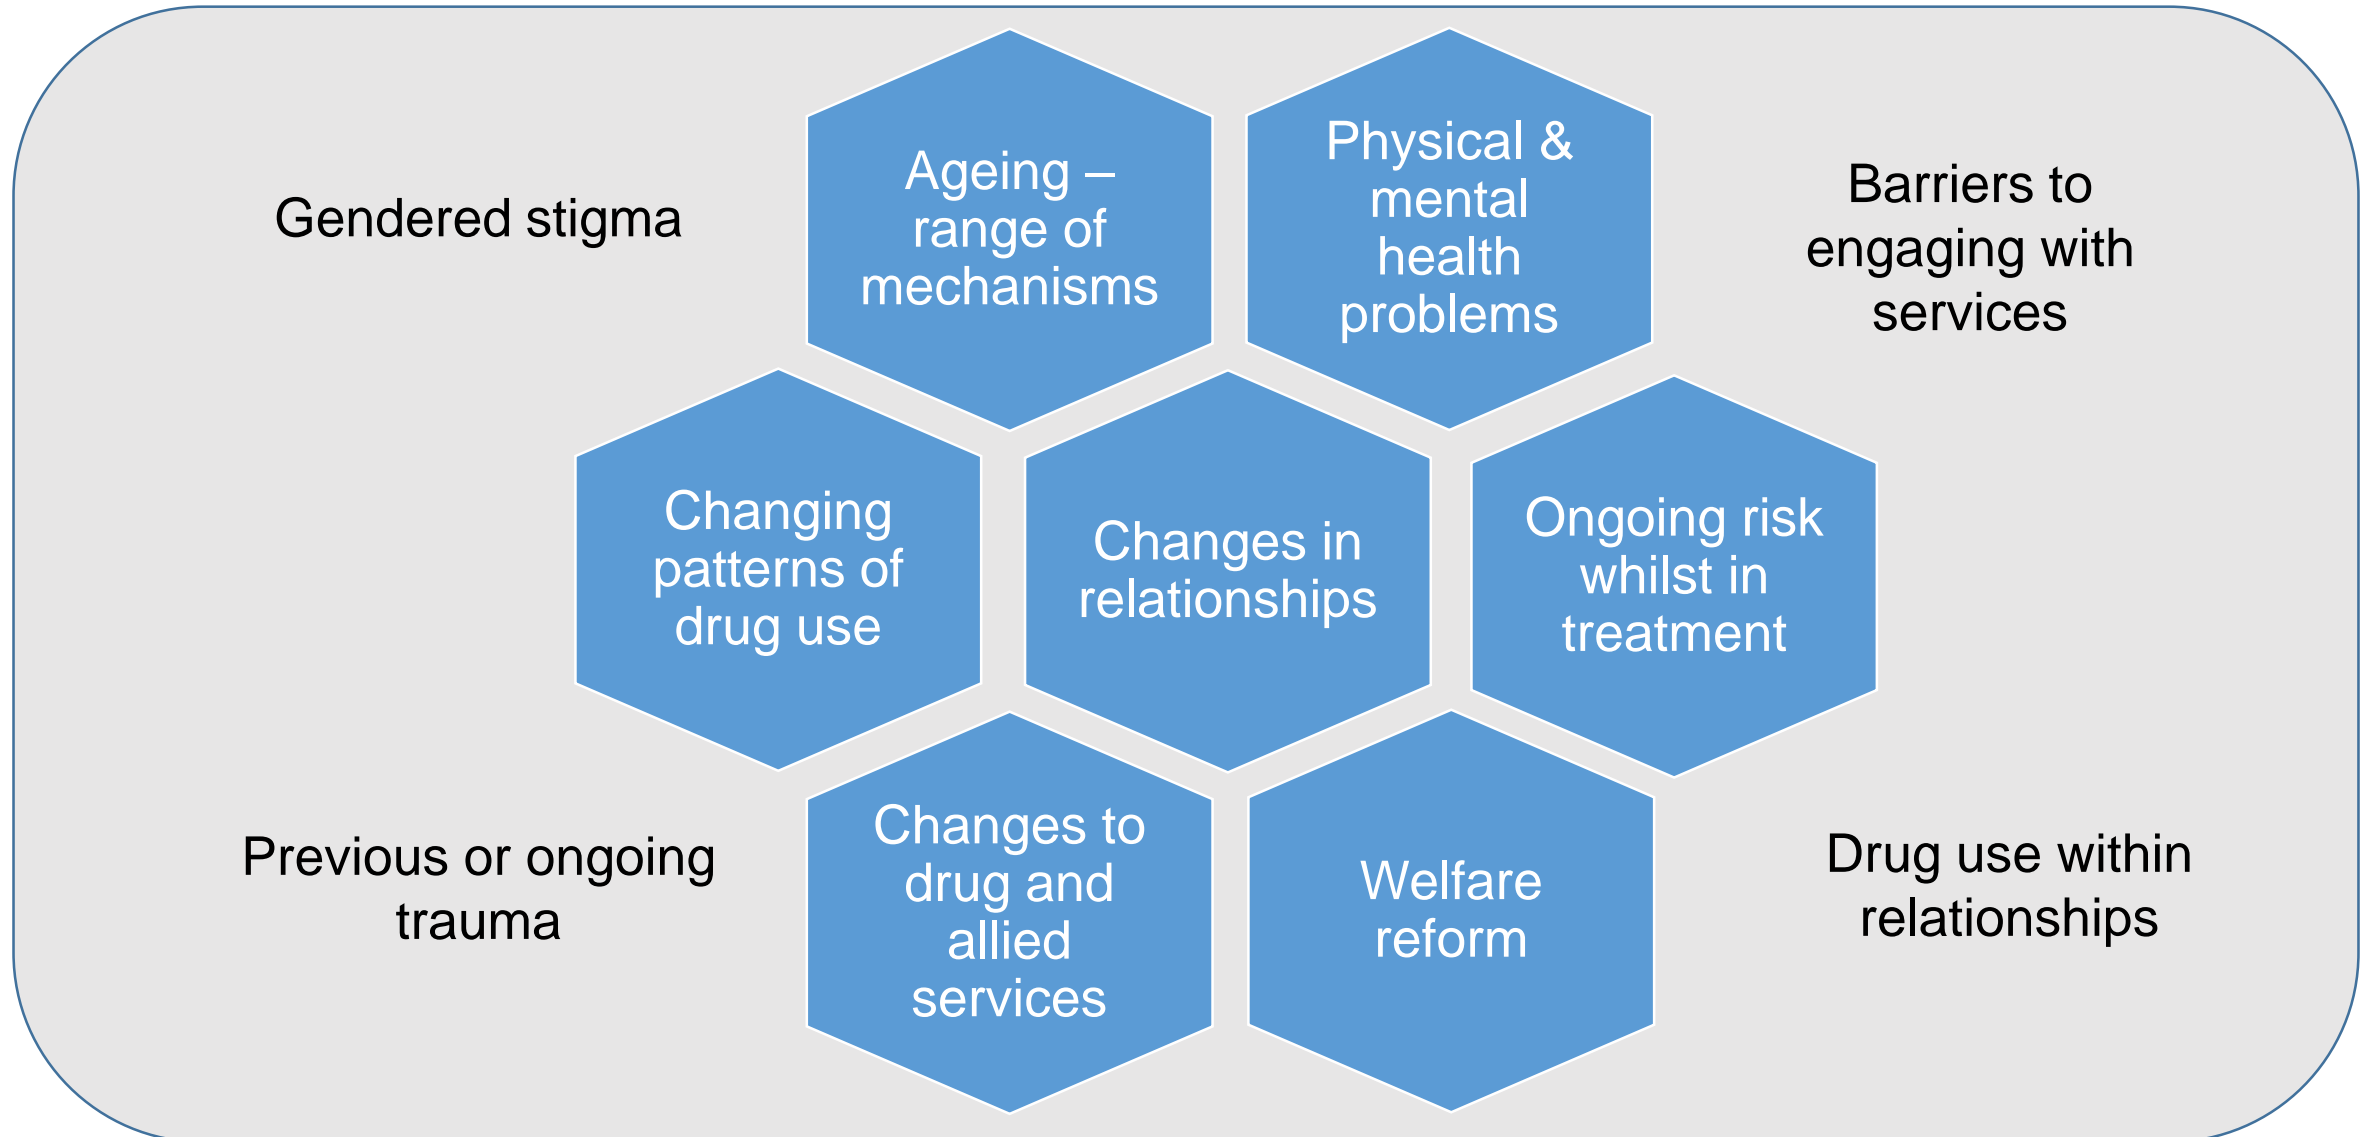 Gendered stigma
Ageing –
range of
mechanisms
Physical &
mental
health
problems
Barriers to
engaging with
services
Changing
patterns of
drug use
Changes in
relationships
Ongoing risk
whilst in
treatment
Previous or ongoing
trauma
Changes to
drug and
allied
services
Welfare
reform
Drug use within
relationships